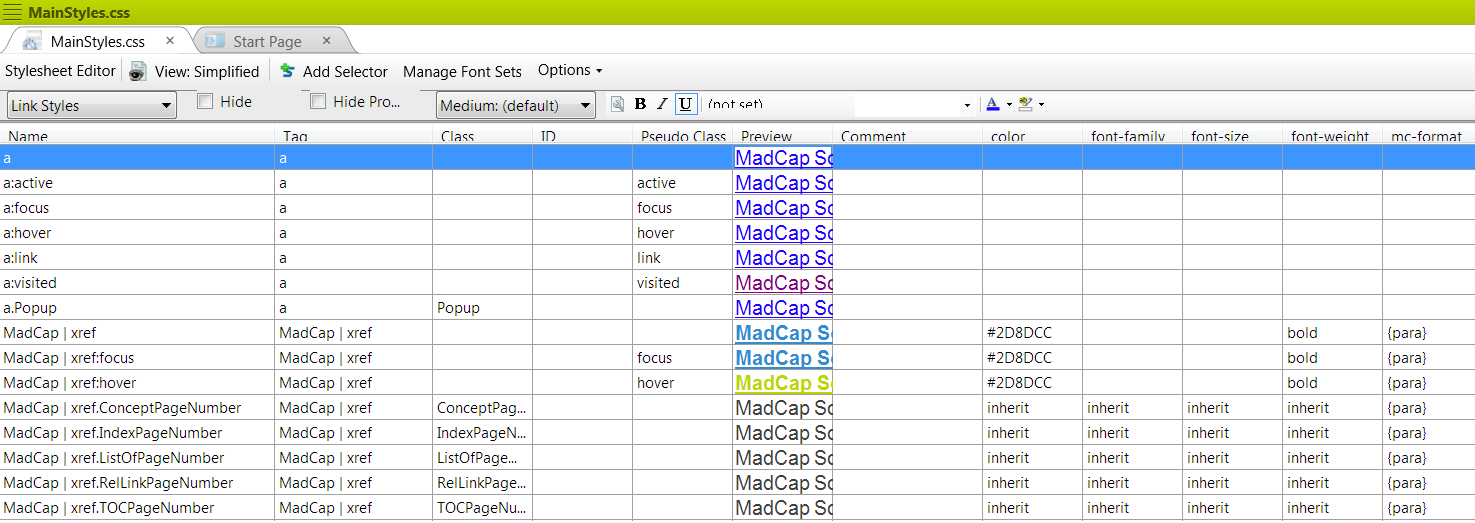 MainStyles.css
MainStyles.css × Start Page ×
Stylesheet Editor View: Simplified Add Selector Manage Font Sets Options
Link Styles Hide Hide Pro... Medium: (default) B I U (not set) A
Name Tag Class ID Pseudo Class Preview Comment color font-family font-size font-weight mc-format
a a MadCap Sc
a:active a active MadCap Sc
a:focus a focus MadCap Sc
a:hover a hover MadCap Sc
a:link a link MadCap Sc
a:visited a visited MadCap Sc
a.Popup a Popup MadCap Sc
MadCap | xref MadCap | xref MadCap S #2D8DCC bold {para}
MadCap | xref:focus MadCap | xref focus MadCap S #2D8DCC bold {para}
MadCap | xref:hover MadCap | xref hover MadCap S #2D8DCC bold {para}
MadCap | xref.ConceptPageNumber MadCap | xref ConceptPag... MadCap Sc inherit inherit inherit inherit {para}
MadCap | xref.IndexPageNumber MadCap | xref IndexPageN... MadCap Sc inherit inherit inherit inherit {para}
MadCap | xref.ListOfPageNumber MadCap | xref ListOfPage... MadCap Sc inherit inherit inherit inherit {para}
MadCap | xref.RelLinkPageNumber MadCap | xref RelLinkPage... MadCap Sc inherit inherit inherit inherit {para}
MadCap | xref.TOCPageNumber MadCap | xref TOCPageNu... MadCap Sc inherit inherit inherit inherit {para}